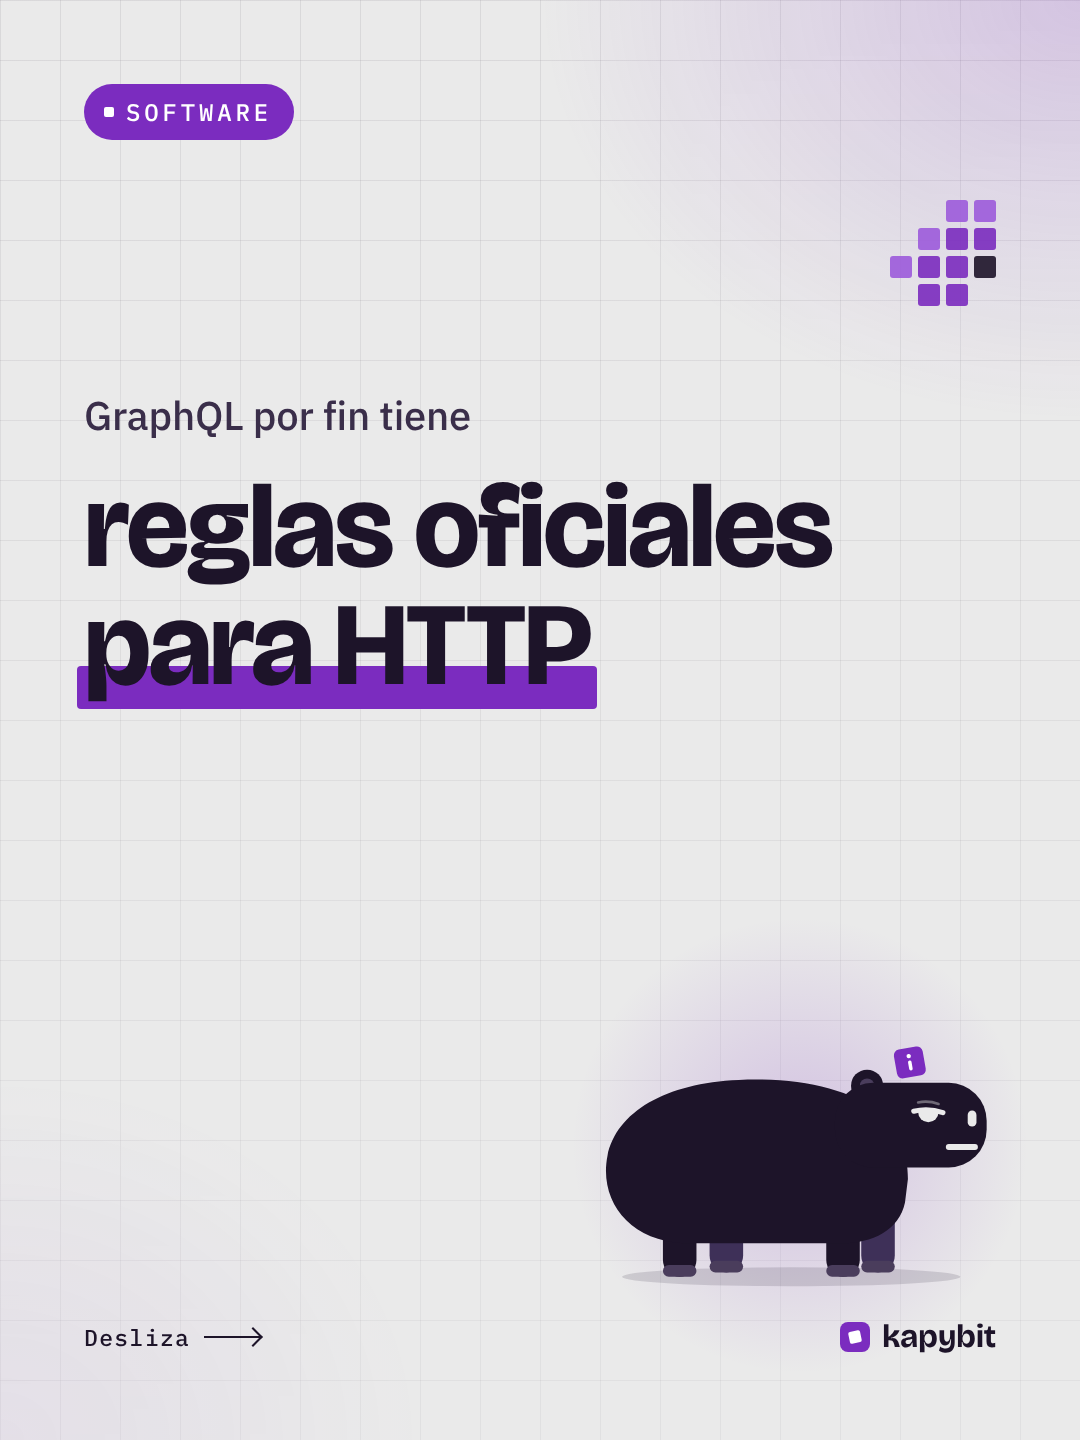 SOFTWARE
GraphQL por fin tiene
reglas oficiales
para HTTP
i
Desliza
kapybit